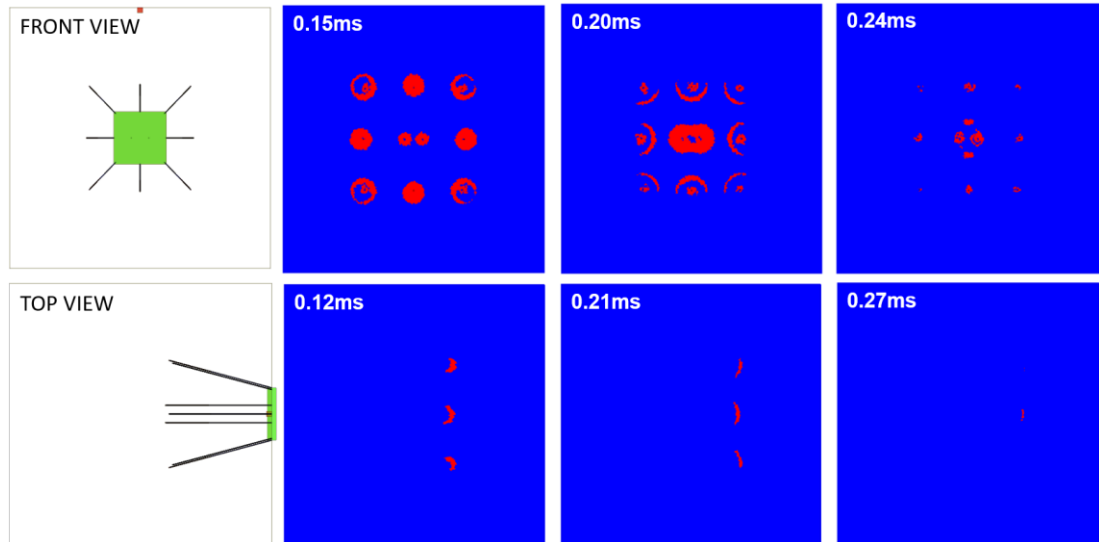 FRONT VIEW
0.15ms
0.20ms
0.24ms
TOP VIEW
0.12ms
0.21ms
0.27ms